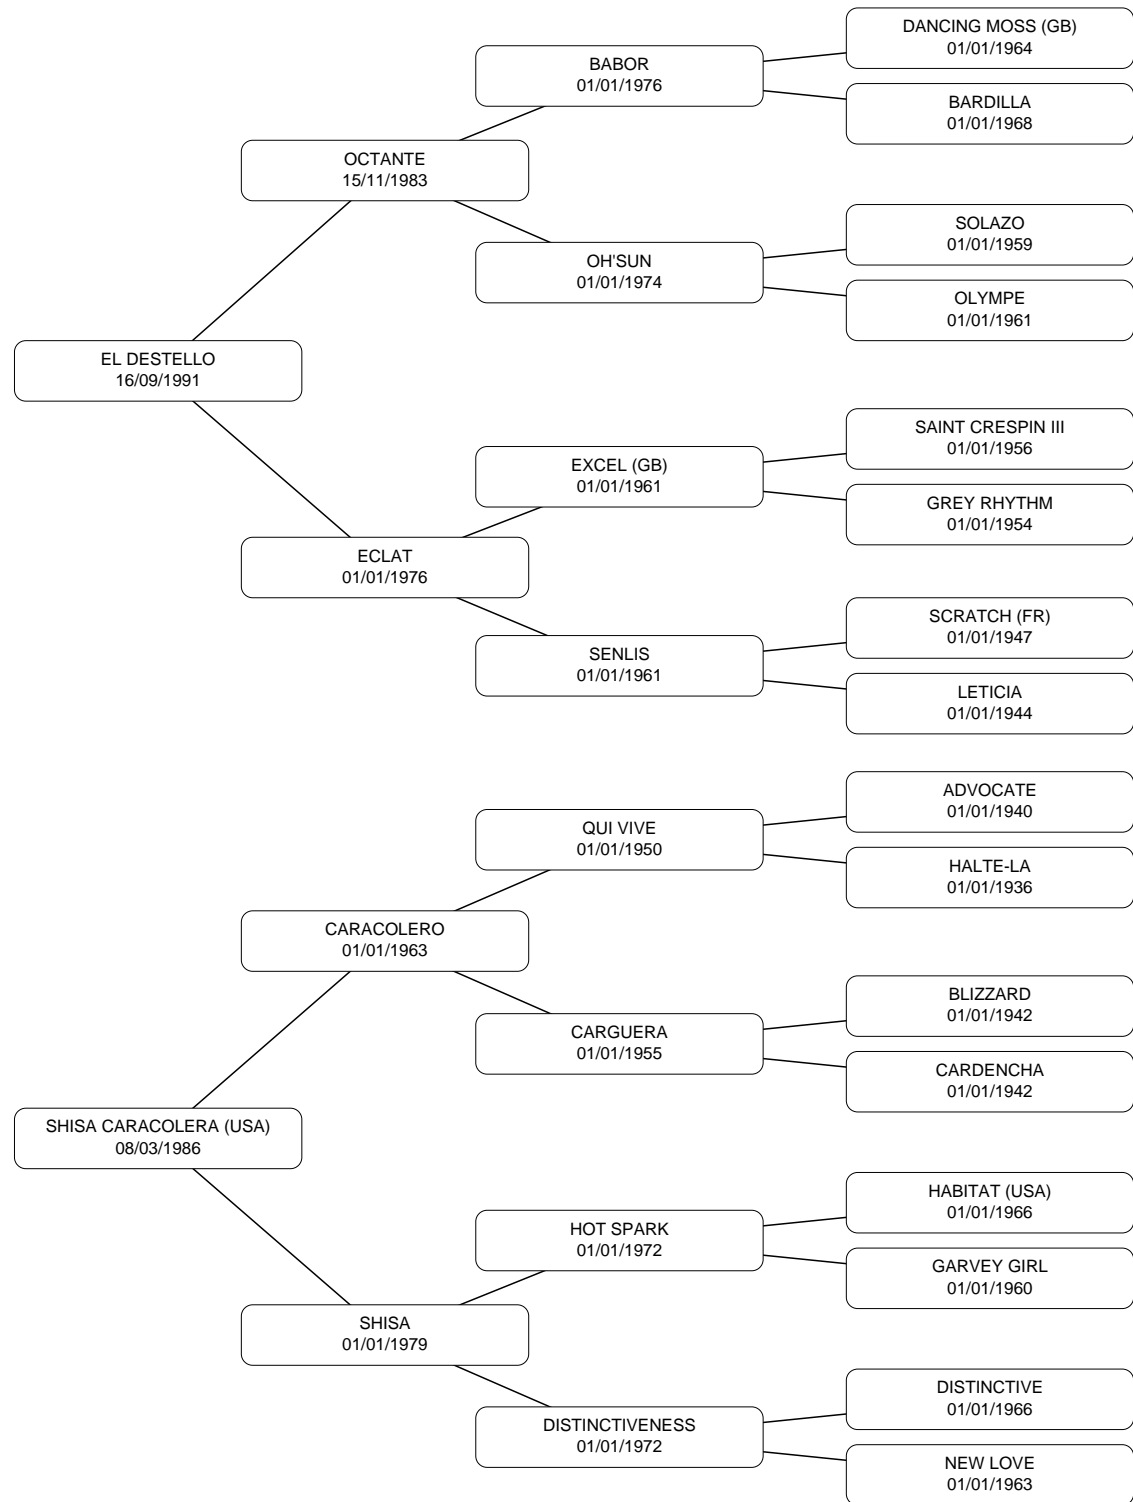 DANCING MOSS (GB)
01/01/1964
BABOR
01/01/1976
BARDILLA
01/01/1968
OCTANTE
15/11/1983
SOLAZO
01/01/1959
OH'SUN
01/01/1974
OLYMPE
01/01/1961
EL DESTELLO
16/09/1991
SAINT CRESPIN III
01/01/1956
EXCEL (GB)
01/01/1961
GREY RHYTHM
01/01/1954
ECLAT
01/01/1976
SCRATCH (FR)
01/01/1947
SENLIS
01/01/1961
LETICIA
01/01/1944
ADVOCATE
01/01/1940
QUI VIVE
01/01/1950
HALTE-LA
01/01/1936
CARACOLERO
01/01/1963
BLIZZARD
01/01/1942
CARGUERA
01/01/1955
CARDENCHA
01/01/1942
SHISA CARACOLERA (USA)
08/03/1986
HABITAT (USA)
01/01/1966
HOT SPARK
01/01/1972
GARVEY GIRL
01/01/1960
SHISA
01/01/1979
DISTINCTIVE
01/01/1966
DISTINCTIVENESS
01/01/1972
NEW LOVE
01/01/1963